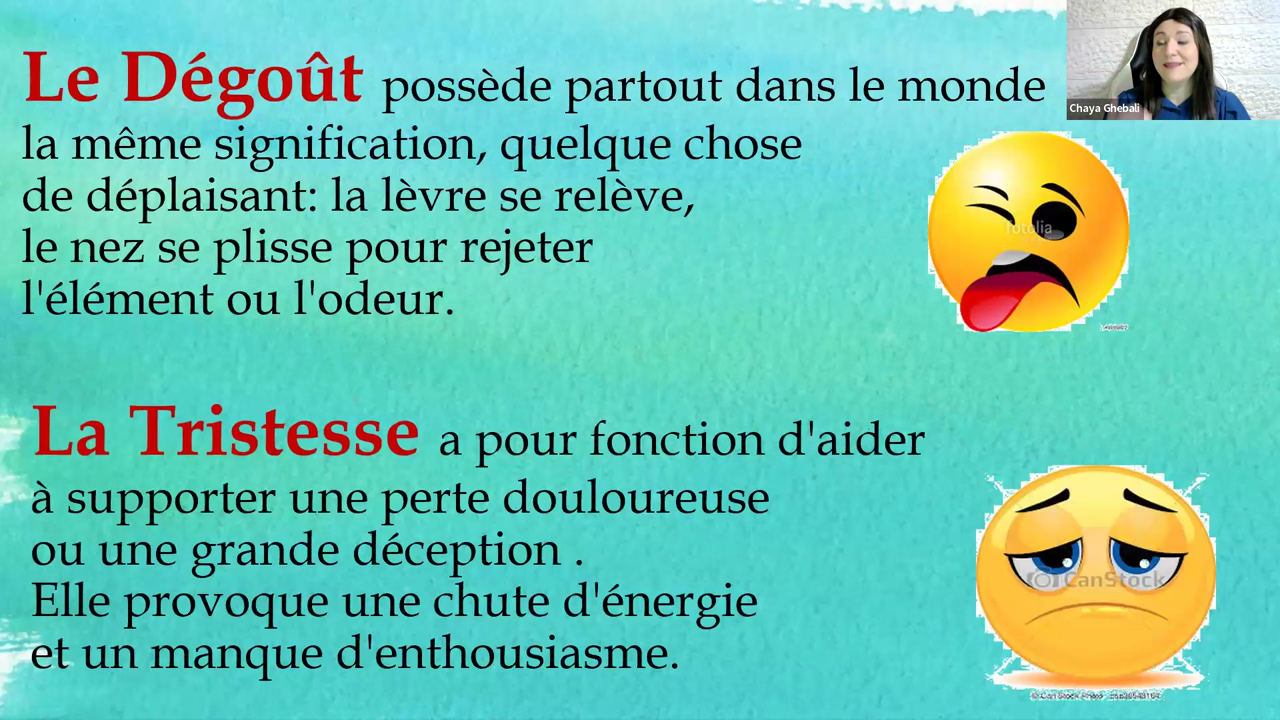 Le Dégoût possède partout dans le monde
la même signification, quelque chose
de déplaisant: la lèvre se relève,
le nez se plisse pour rejeter
l'élément ou l'odeur.
Chaya Ghebali
fotolia
La Tristesse a pour fonction d'aider
à supporter une perte douloureuse
ou une grande déception .
Elle provoque une chute d'énergie
et un manque d'enthousiasme.
CanStock